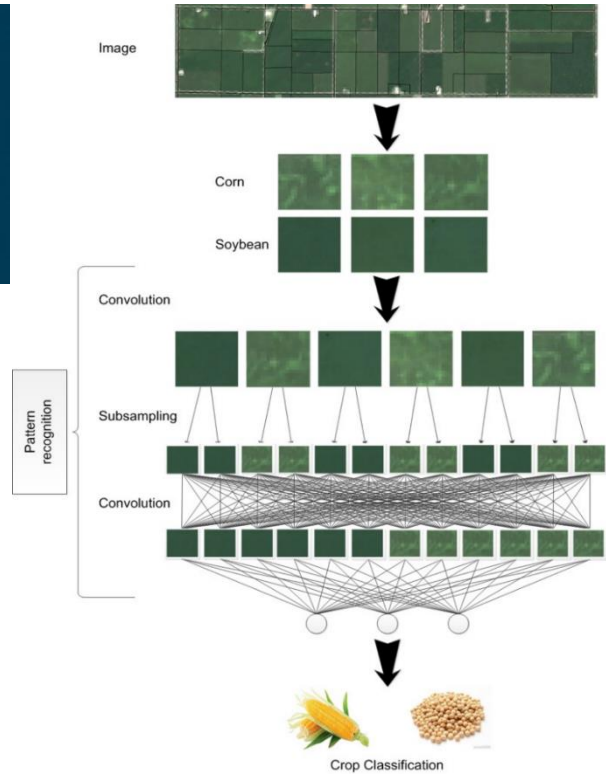 Image
Corn
Soybean
Convolution
Pattern
recognition
Subsampling
Convolution
Crop Classification